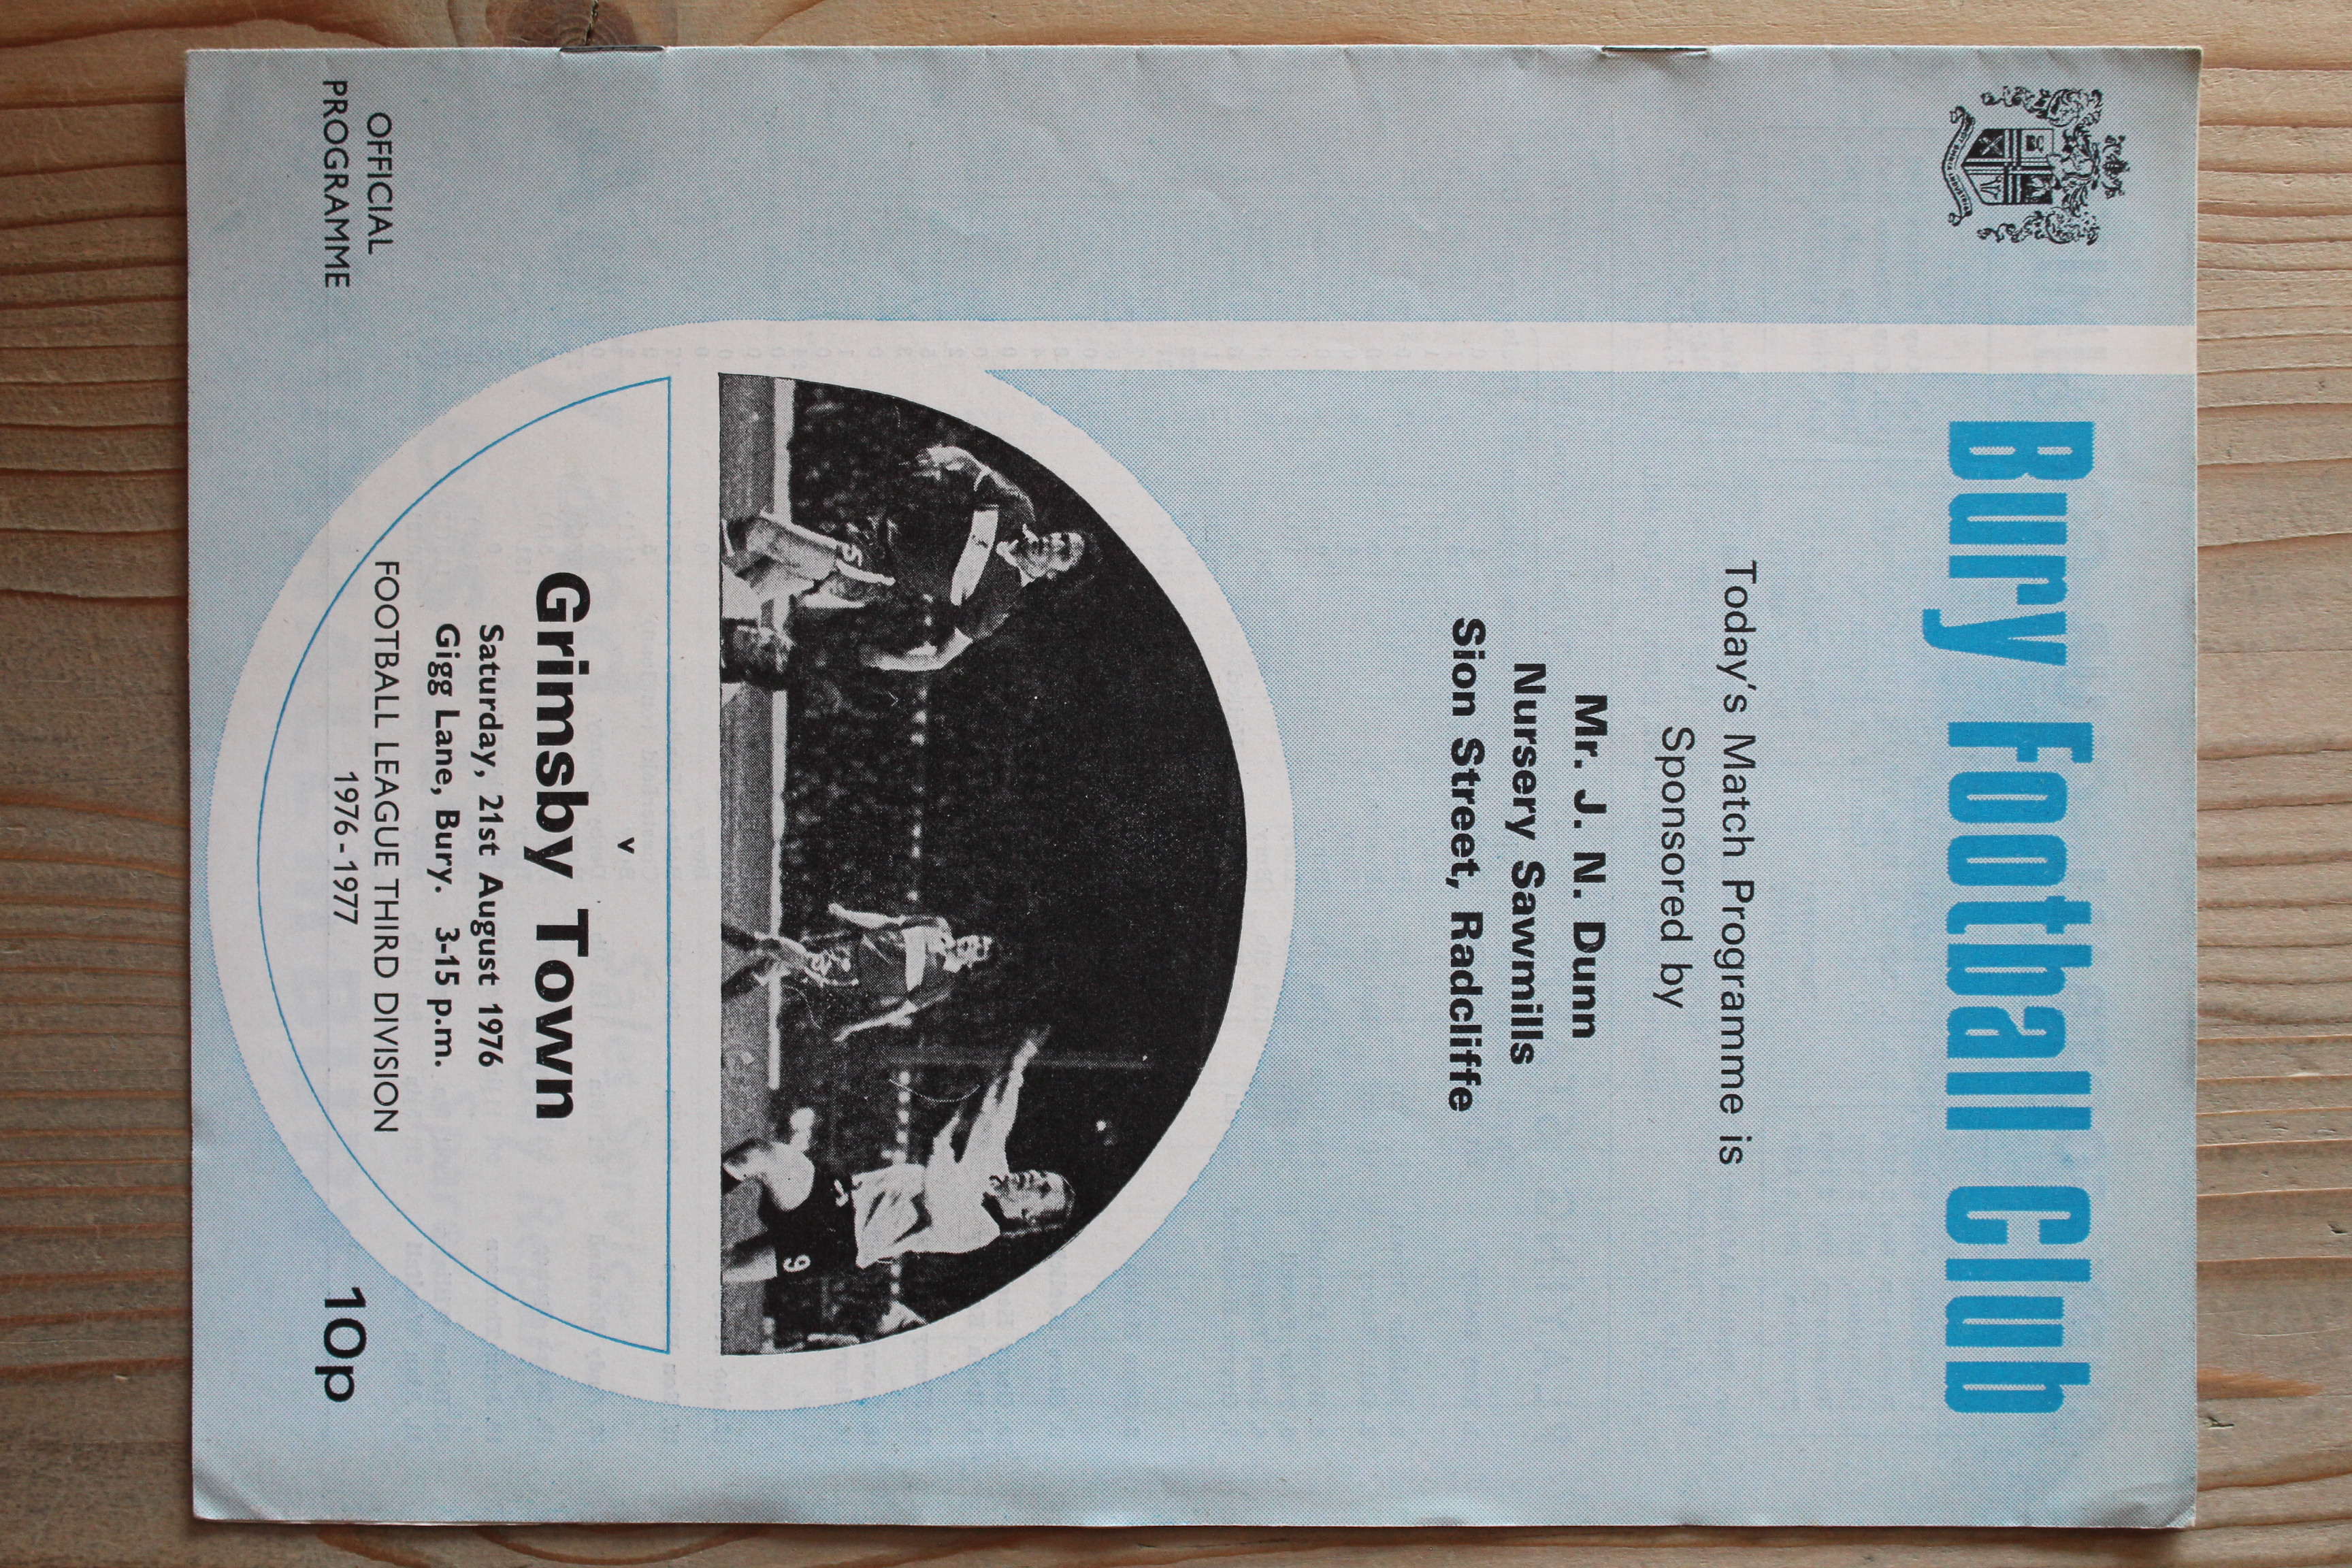 Bury Football Club
Today's Match Programme is
Sponsored by
Mr. J. N. Dunn
Nursery Sawmills
Sion Street, Radcliffe
9
v
Grimsby Town
Saturday, 21st August 1976
Gigg Lane, Bury. 3-15 p.m.
FOOTBALL LEAGUE THIRD DIVISION
1976-1977
OFFICIAL
PROGRAMME
10p